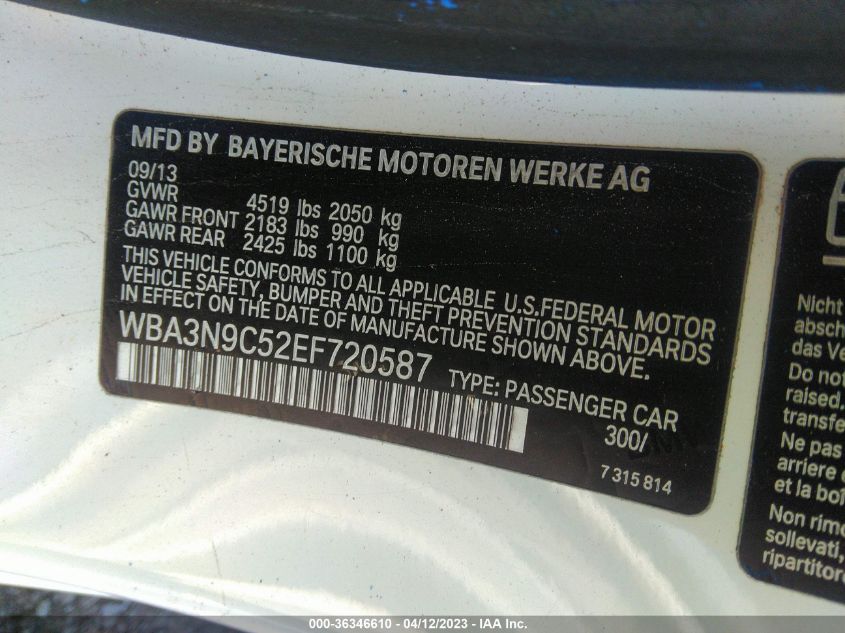 MFD BY BAYERISCHE MOTOREN WERKE AG
09/13
GVWR 4519 lbs 2050 kg
GAWR FRONT 2183 lbs 990 kg
GAWR REAR 2425 lbs 1100 kg
THIS VEHICLE CONFORMS TO ALL APPLICABLE U.S.FEDERAL MOTOR
VEHICLE SAFETY, BUMPER AND THEFT PREVENTION STANDARDS
IN EFFECT ON THE DATE OF MANUFACTURE SHOWN ABOVE.
WBA3N9C52EF720587 TYPE: PASSENGER CAR
300/
7 315 814
Nicht
absch
das Ve
Do not
raised.
transfe
Ne pas
arriere
et la boî
Non rimo
sollevati,
ripartitor
000-36346610 - 04/12/2023 - IAA Inc.